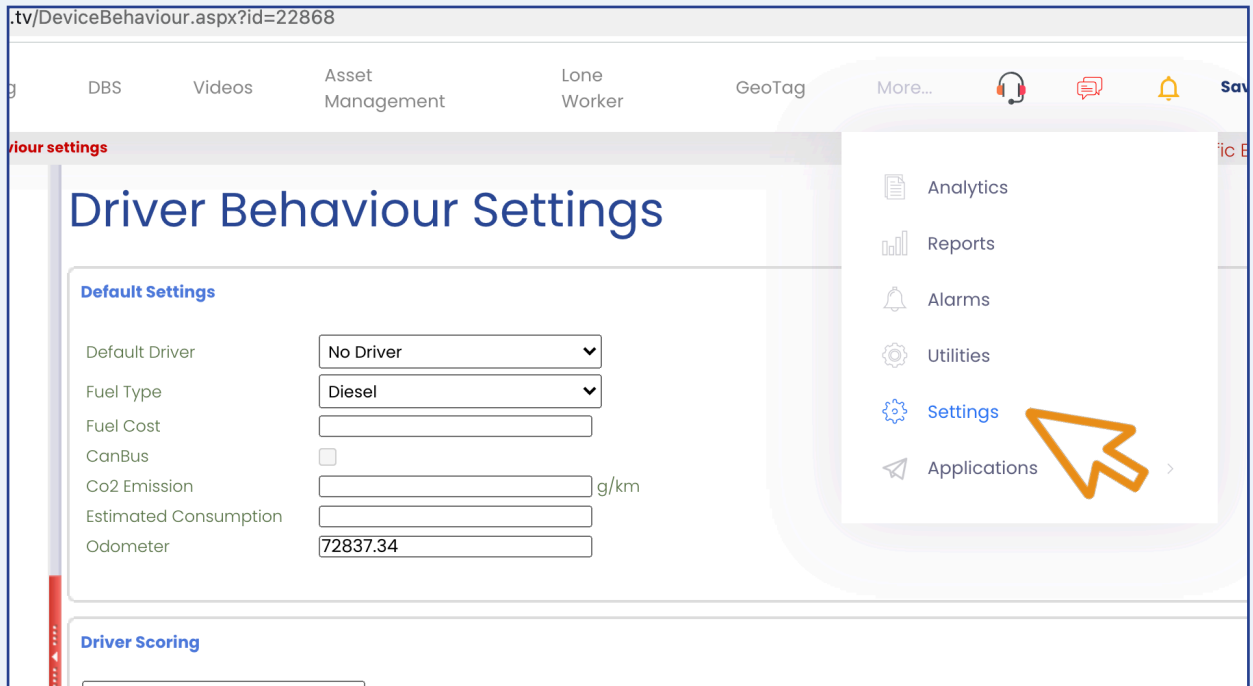 .tv/DeviceBehaviour.aspx?id=22868
DBS
Videos
Asset
Management
Lone
Worker
GeoTag
More...
viour settings
Driver Behaviour Settings
Default Settings
Default Driver
No Driver
Fuel Type
Diesel
Fuel Cost
CanBus
Co2 Emission
g/km
Estimated Consumption
Odometer
72837.34
Driver Scoring
Analytics
Reports
Alarms
Utilities
Settings
Applications